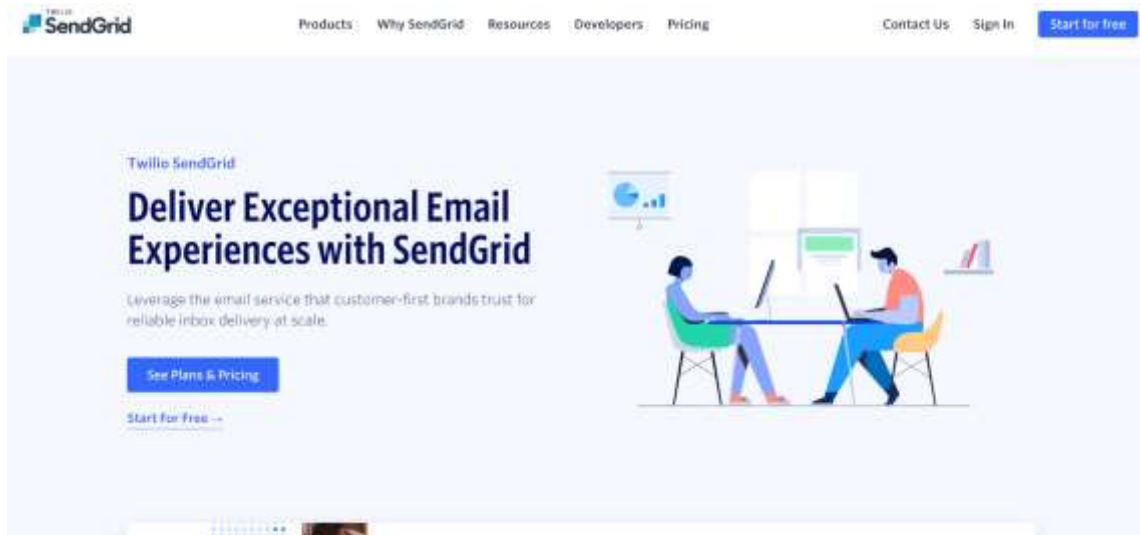 TWILIO
SendGrid
Products
Why SendGrid
Resources
Developers
Pricing
Contact Us
Sign In
Start for free
Twilio SendGrid
Deliver Exceptional Email
Experiences with SendGrid
Leverage the email service that customer-first brands trust for
reliable inbox delivery at scale.
See Plans & Pricing
Start For Free →